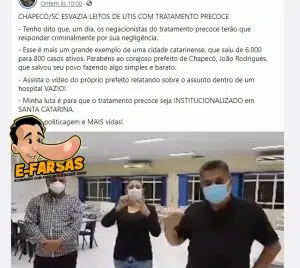 Ontem às 10:00
CHAPECÓ/SC ESVAZIA LEITOS DE UTIS COM TRATAMENTO PRECOCE
- Tenho dito que, um dia, os negacionistas do tratamento precoce terão que
responder criminalmente por sua negligência.
- Esse é mais um grande exemplo de uma cidade catarinense, que saiu de 6.000
para 800 casos ativos. Parabéns ao corajoso prefeito de Chapecó, João Rodrigues,
que salvou seu povo fazendo algo simples e barato.
- Assista o vídeo do próprio prefeito relatando sobre o assunto dentro de um
hospital VAZIO!
- Minha luta é para que o tratamento precoce seja INSTITUCIONALIZADO em
SANTA CATARINA.
politicagem e MAIS vidas!
E-FARSAS